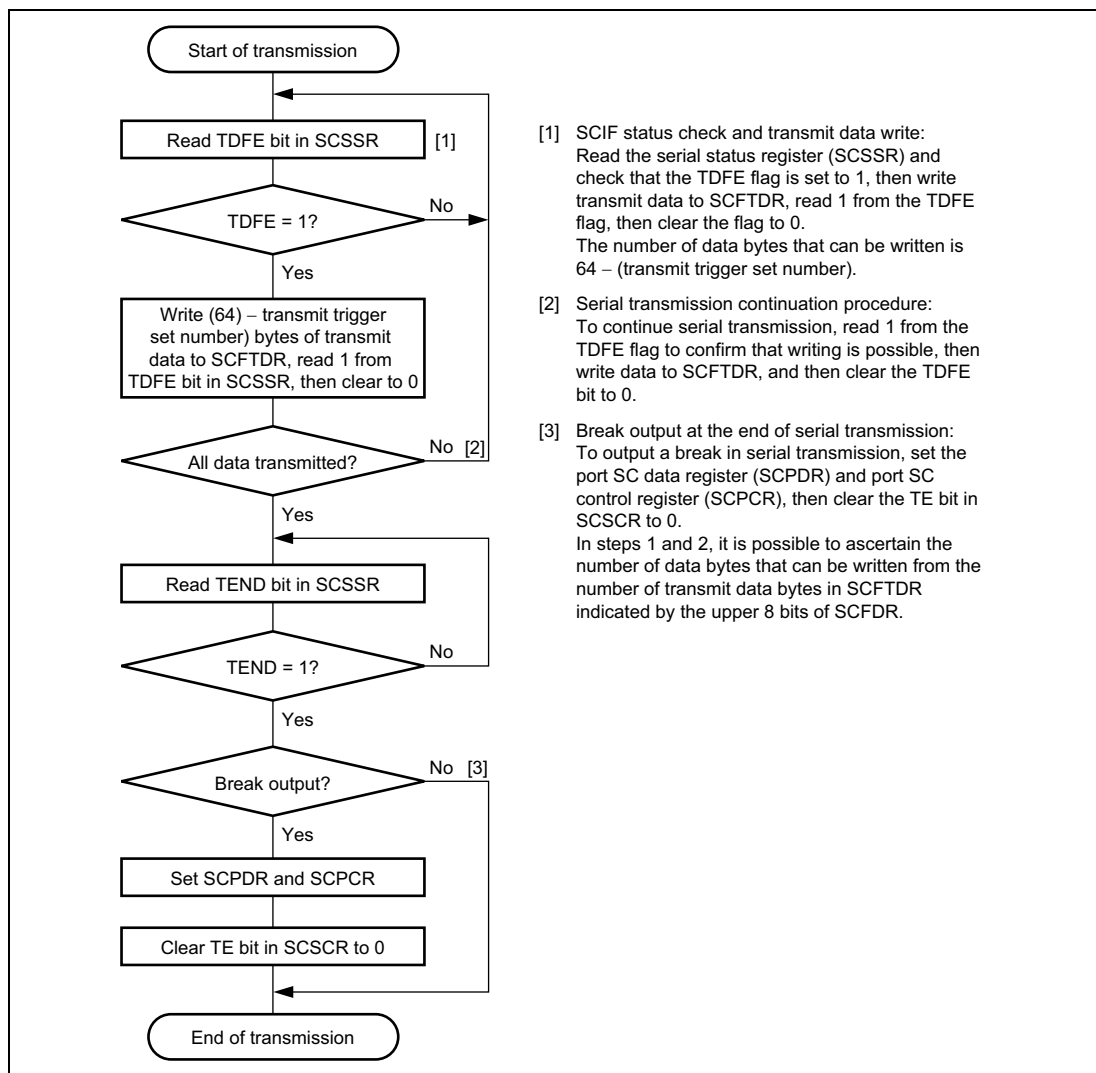 Start of transmission
Read TDFE bit in SCSSR
[1]
TDFE = 1?
No
Yes
Write (64) – transmit trigger
set number) bytes of transmit
data to SCFTDR, read 1 from
TDFE bit in SCSSR, then clear to 0
All data transmitted?
No [2]
Yes
Read TEND bit in SCSSR
TEND = 1?
No
Yes
Break output?
No [3]
Yes
Set SCPDR and SCPCR
Clear TE bit in SCSCR to 0
End of transmission
[1] SCIF status check and transmit data write:
Read the serial status register (SCSSR) and
check that the TDFE flag is set to 1, then write
transmit data to SCFTDR, read 1 from the TDFE
flag, then clear the flag to 0.
The number of data bytes that can be written is
64 – (transmit trigger set number).
[2] Serial transmission continuation procedure:
To continue serial transmission, read 1 from the
TDFE flag to confirm that writing is possible, then
write data to SCFTDR, and then clear the TDFE
bit to 0.
[3] Break output at the end of serial transmission:
To output a break in serial transmission, set the
port SC data register (SCPDR) and port SC
control register (SCPCR), then clear the TE bit in
SCSCR to 0.
In steps 1 and 2, it is possible to ascertain the
number of data bytes that can be written from the
number of transmit data bytes in SCFTDR
indicated by the upper 8 bits of SCFDR.